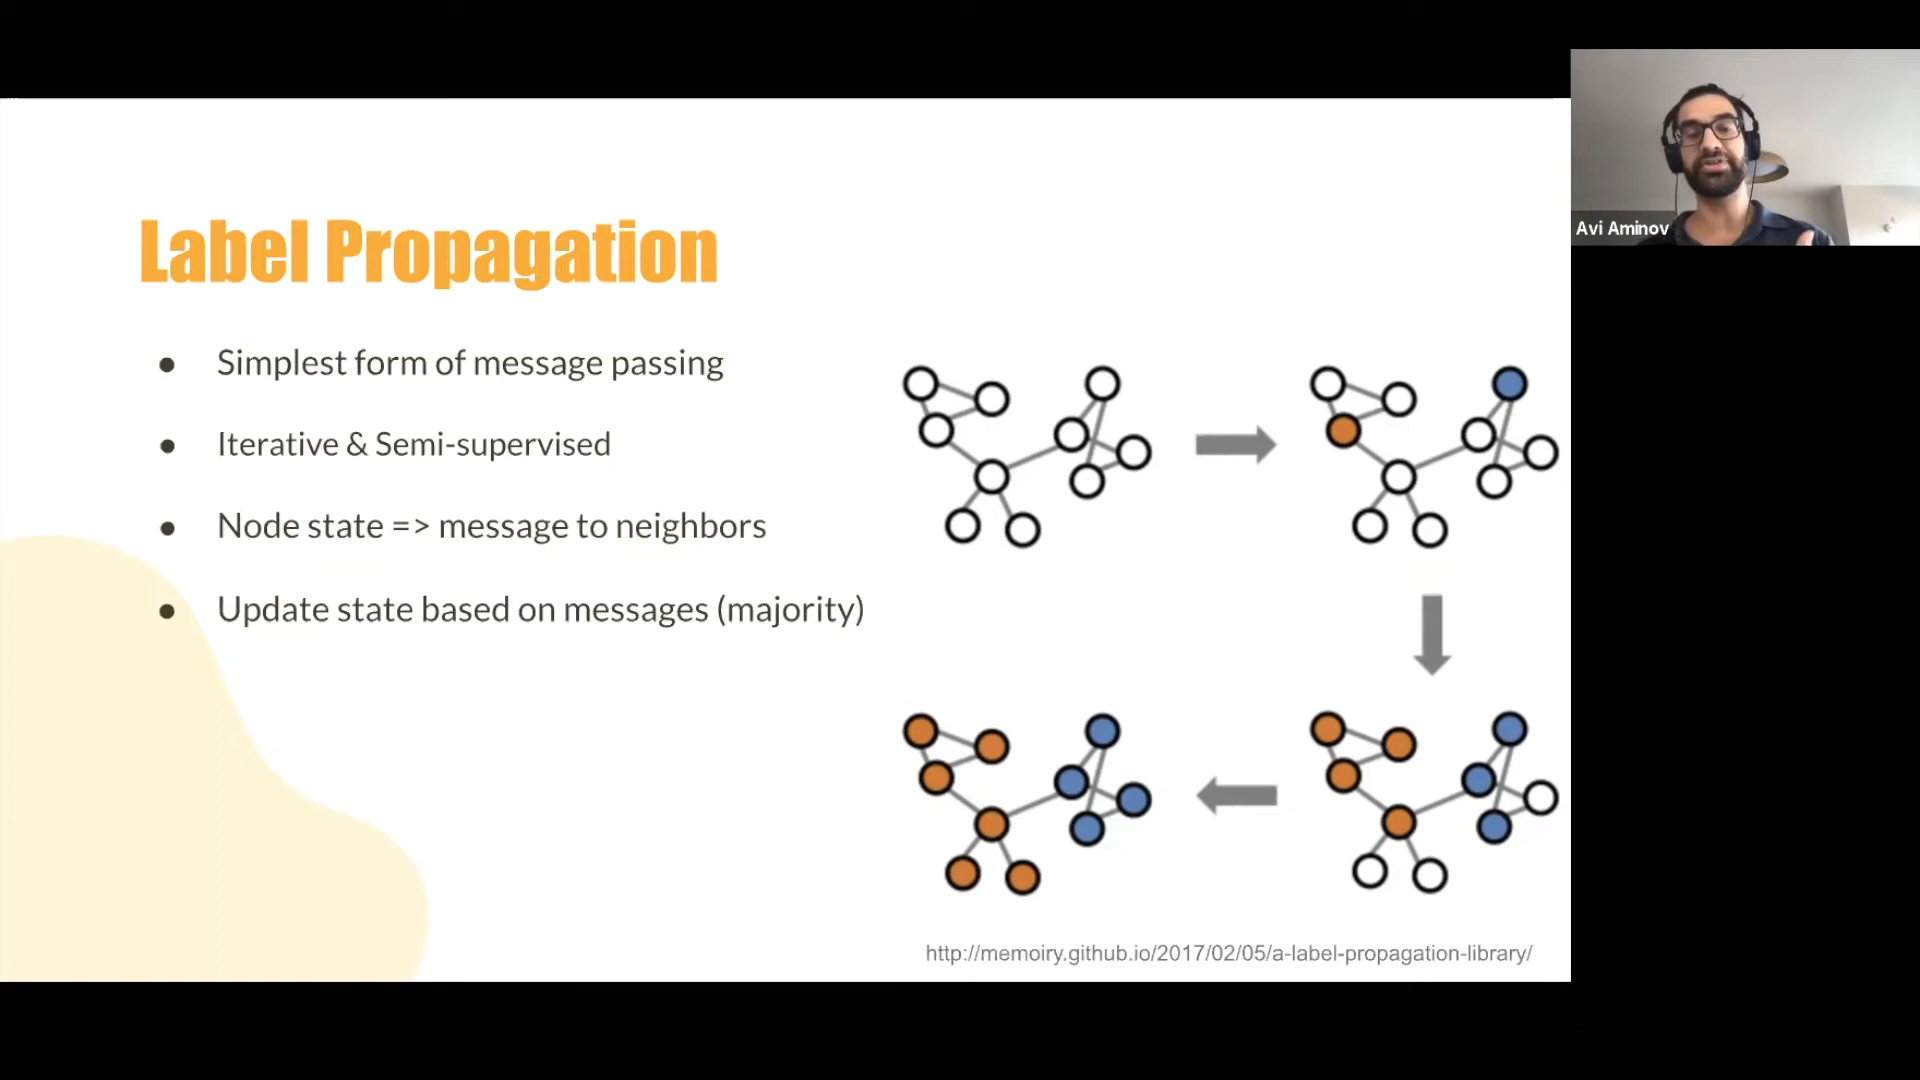 Label Propagation
● Simplest form of message passing
● Iterative & Semi-supervised
● Node state => message to neighbors
● Update state based on messages (majority)
http://memoiry.github.io/2017/02/05/a-label-propagation-library/
Avi Aminov